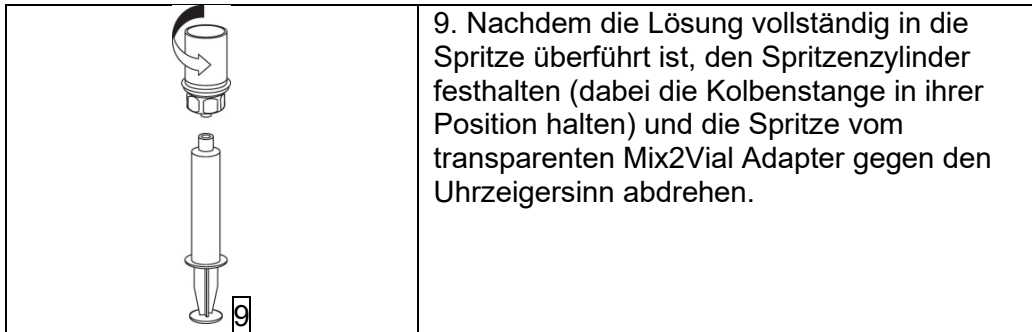 9. Nachdem die Lösung vollständig in die
Spritze überführt ist, den Spritzenzylinder
festhalten (dabei die Kolbenstange in ihrer
Position halten) und die Spritze vom
transparenten Mix2Vial Adapter gegen den
Uhrzeigersinn abdrehen.
9